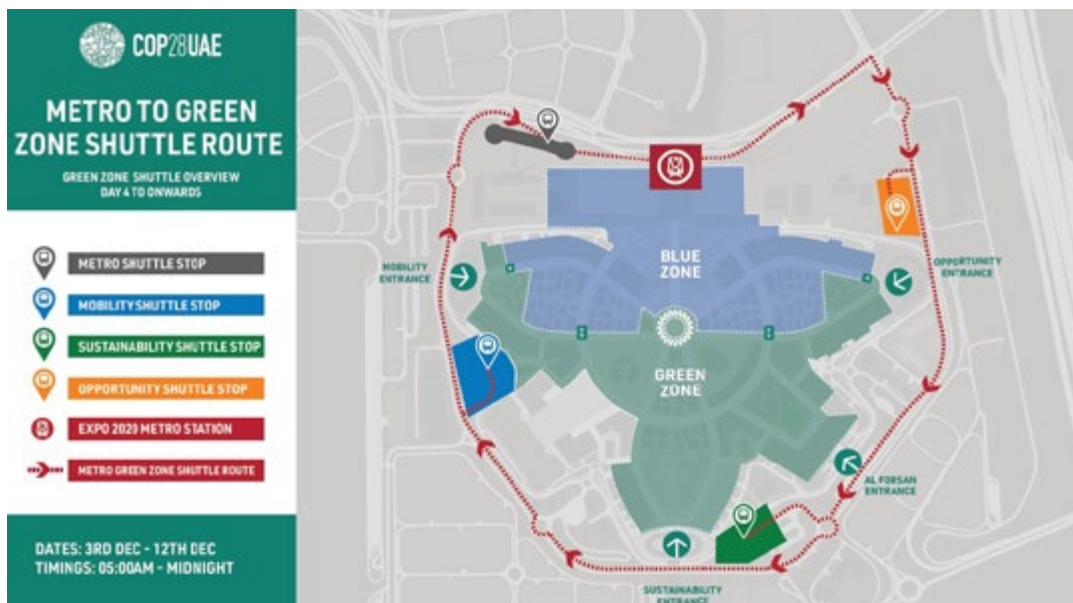 COP28UAE
METRO TO GREEN
ZONE SHUTTLE ROUTE
GREEN ZONE SHUTTLE OVERVIEW
DAY 4 TO ONWARDS
METRO SHUTTLE STOP
MOBILITY SHUTTLE STOP
SUSTAINABILITY SHUTTLE STOP
OPPORTUNITY SHUTTLE STOP
EXPO 2020 METRO STATION
METRO GREEN ZONE SHUTTLE ROUTE
DATES: 3RD DEC - 12TH DEC
TIMINGS: 05:00AM - MIDNIGHT
MOBILITY
ENTRANCE
BLUE
ZONE
OPPORTUNITY
ENTRANCE
GREEN
ZONE
AL FORSAN
ENTRANCE
SUSTAINABILITY
ENTRANCE